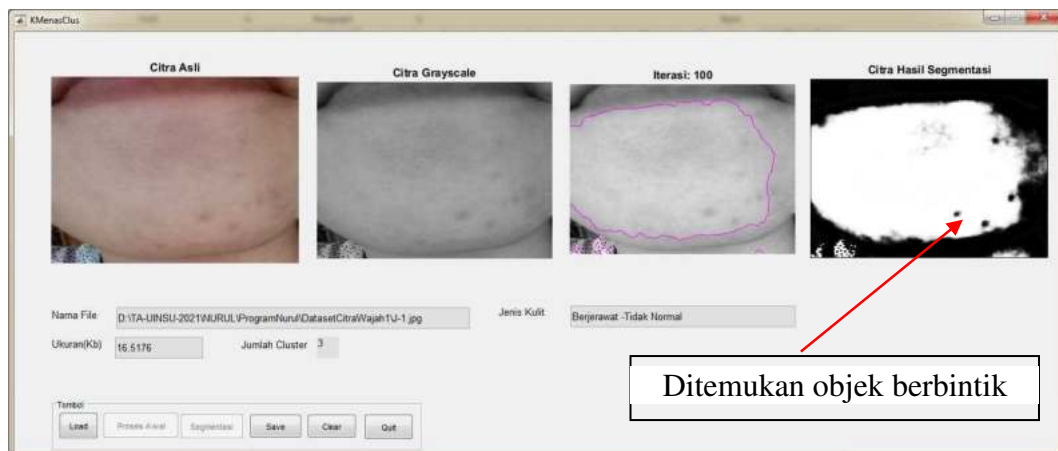 KMenasClus
Citra Asli
Citra Grayscale
Iterasi: 100
Citra Hasil Segmentasi
Nama File
D:\TA-UINSU-2021\NURUL\ProgramNurul\DatasetCitraWajah1\J-1.jpg
Jenis Kulit
Berjerawat -Tidak Normal
Ukuran(Kb)
16.5176
Jumlah Cluster
3
Ditemukan objek berbintik
Tombol
Load
Proses Awal
Segmentasi
Save
Clear
Quit